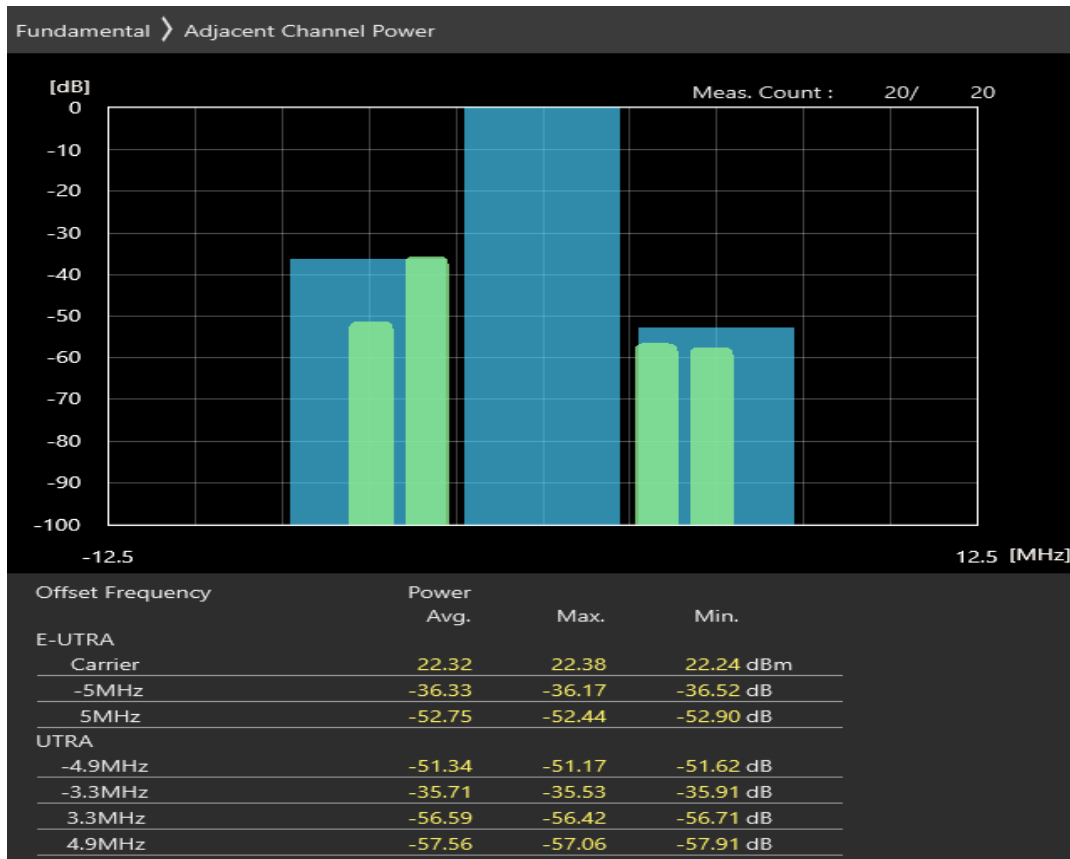 Fundamental ❯ Adjacent Channel Power
[dB]
Meas. Count : 20/ 20
0
-10
-20
-30
-40
-50
-60
-70
-80
-90
-100
-12.5 12.5 [MHz]
Offset Frequency Power
Avg. Max. Min.
E-UTRA
Carrier 22.32 22.38 22.24 dBm
-5MHz -36.33 -36.17 -36.52 dB
5MHz -52.75 -52.44 -52.90 dB
UTRA
-4.9MHz -51.34 -51.17 -51.62 dB
-3.3MHz -35.71 -35.53 -35.91 dB
3.3MHz -56.59 -56.42 -56.71 dB
4.9MHz -57.56 -57.06 -57.91 dB